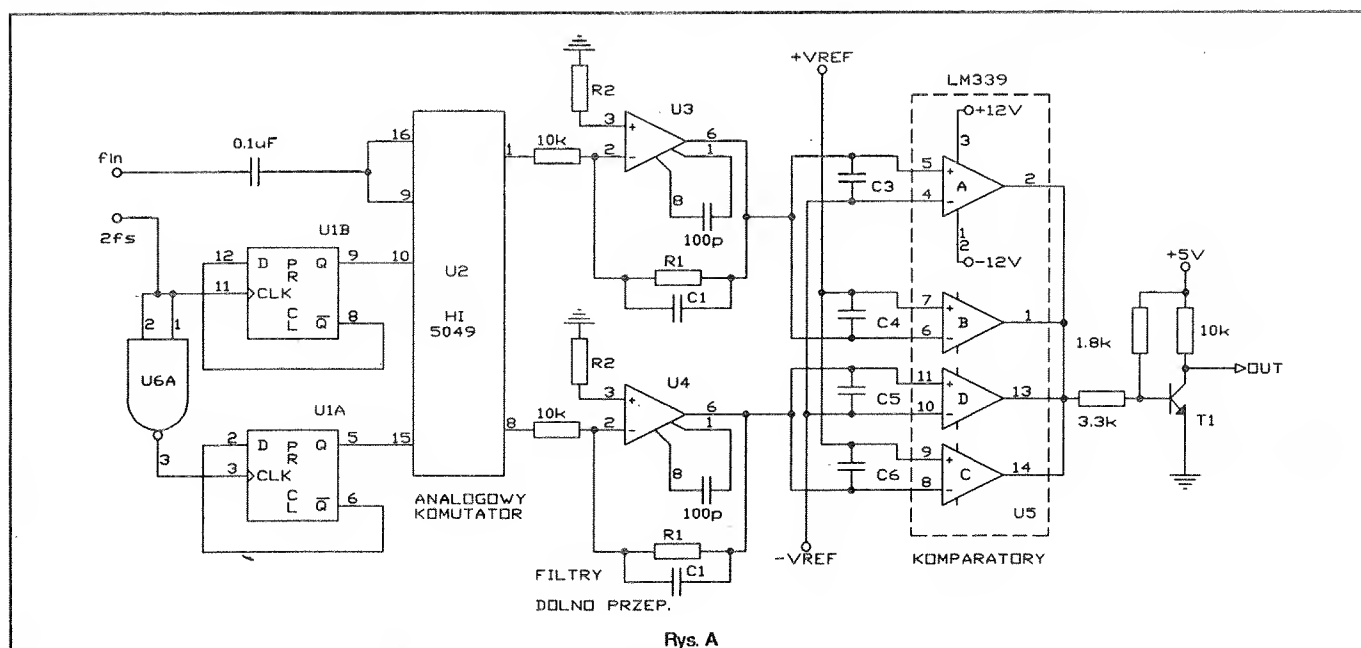 +VREF
LM339
R2
U3
3
+
2
-
6
1
8
100p
10k
fin
0.1uF
16
9
1
2fs
U1B
12
D
PR
Q
9
10
11
CLK
CL
Q
8
2
1
U6A
3
U2
HI
5049
R1
C1
C3
5
+
4
-
A
3
+12V
2
1
2
-12V
C4
7
+
6
-
B
1
+5V
1.8k
10k
OUT
U1A
2
D
PR
Q
5
15
3
CLK
CL
Q
6
8
10k
R2
U4
3
+
2
-
6
1
8
100p
C5
11
+
10
-
D
13
3.3k
T1
C6
9
+
8
-
C
14
U5
ANALOGOWY
KOMUTATOR
R1
C1
-VREF
KOMPARATORY
FILTRY
DOLNO PRZEP.
Rys. A